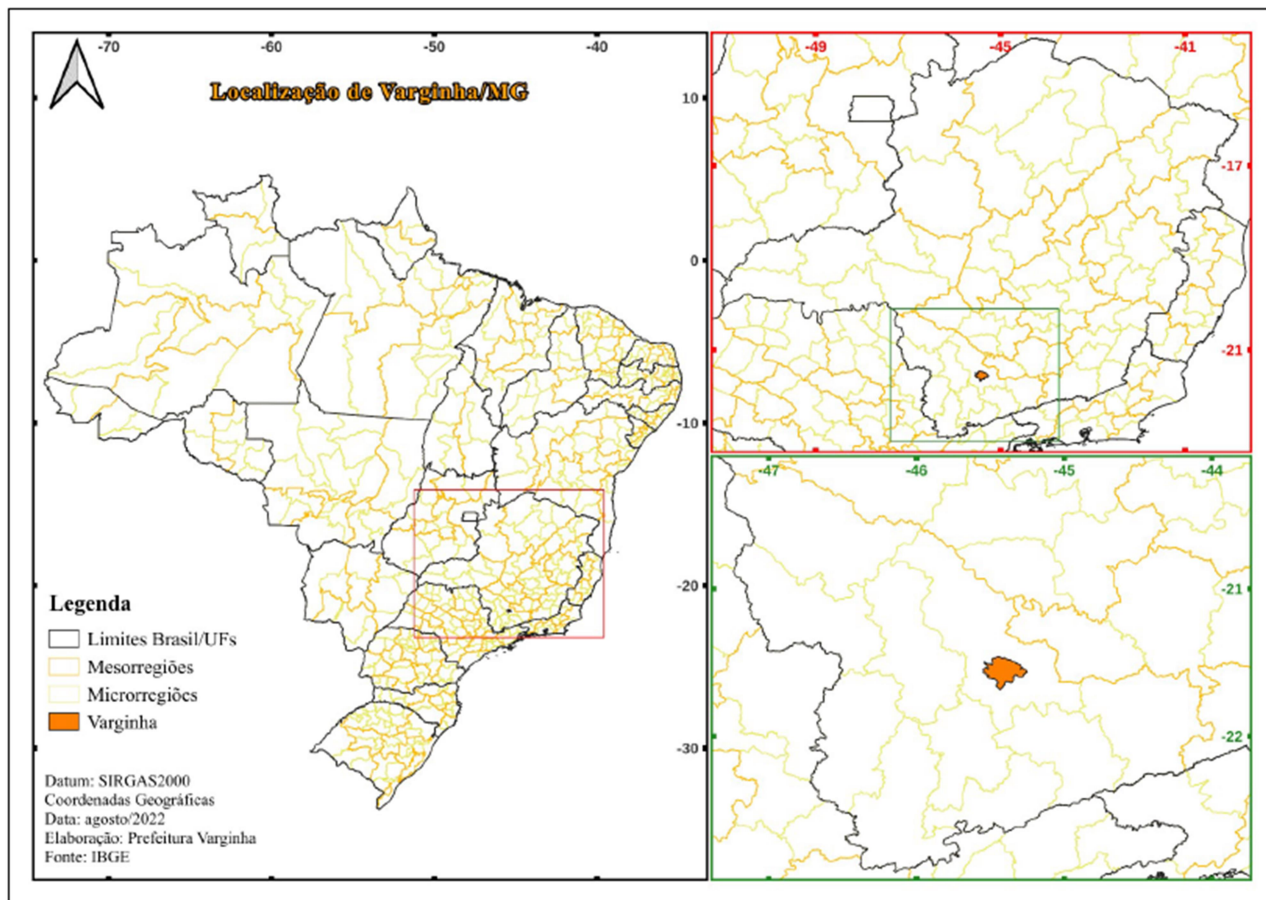 -70
-60
-50
-40
Localização de Varginha/MG
10
0
-10
-20
-30
Legenda
Limites Brasil/UFs
Mesorregiões
Microrregiões
Varginha
Datum: SIRGAS2000
Coordenadas Geográficas
Data: agosto/2022
Elaboração: Prefeitura Varginha
Fonte: IBGE
-49
-45
-41
-17
-21
-47
-46
-45
-44
-21
-22